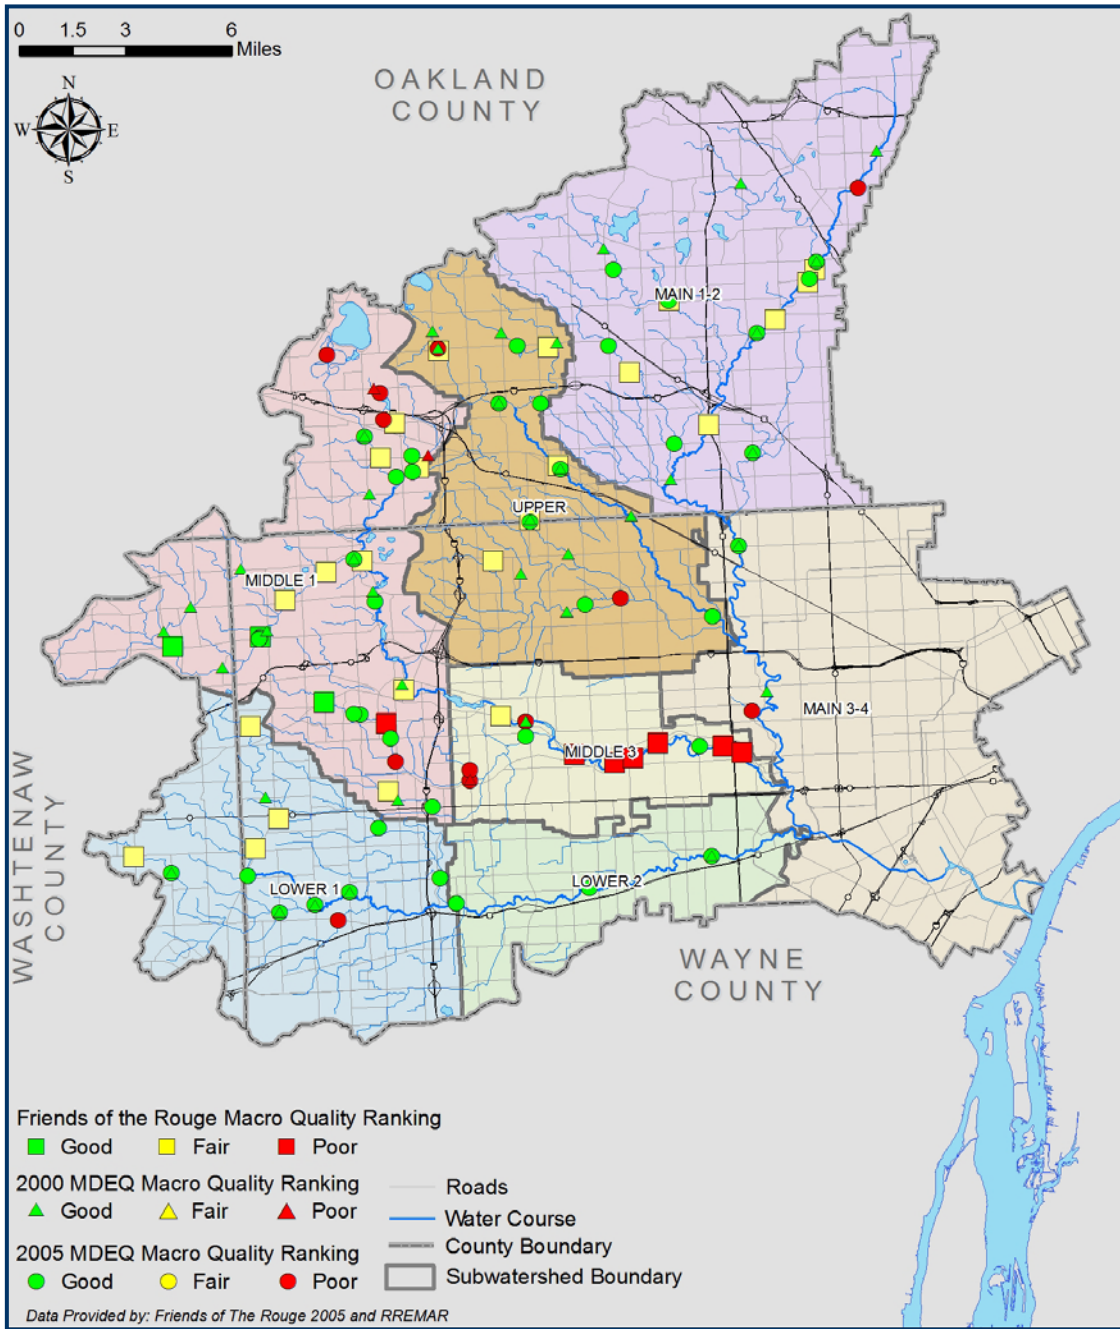 0 1.5 3 6
Miles
N
W E
S
OAKLAND
COUNTY
MAIN 1-2
UPPER
MIDDLE 1
MAIN 3-4
MIDDLE 3
LOWER 1
LOWER 2
WASHTENAW
COUNTY
WAYNE
COUNTY
Friends of the Rouge Macro Quality Ranking
Good Fair Poor
2000 MDEQ Macro Quality Ranking
Good Fair Poor
2005 MDEQ Macro Quality Ranking
Good Fair Poor
Roads
Water Course
County Boundary
Subwatershed Boundary
Data Provided by: Friends of The Rouge 2005 and RREMAR